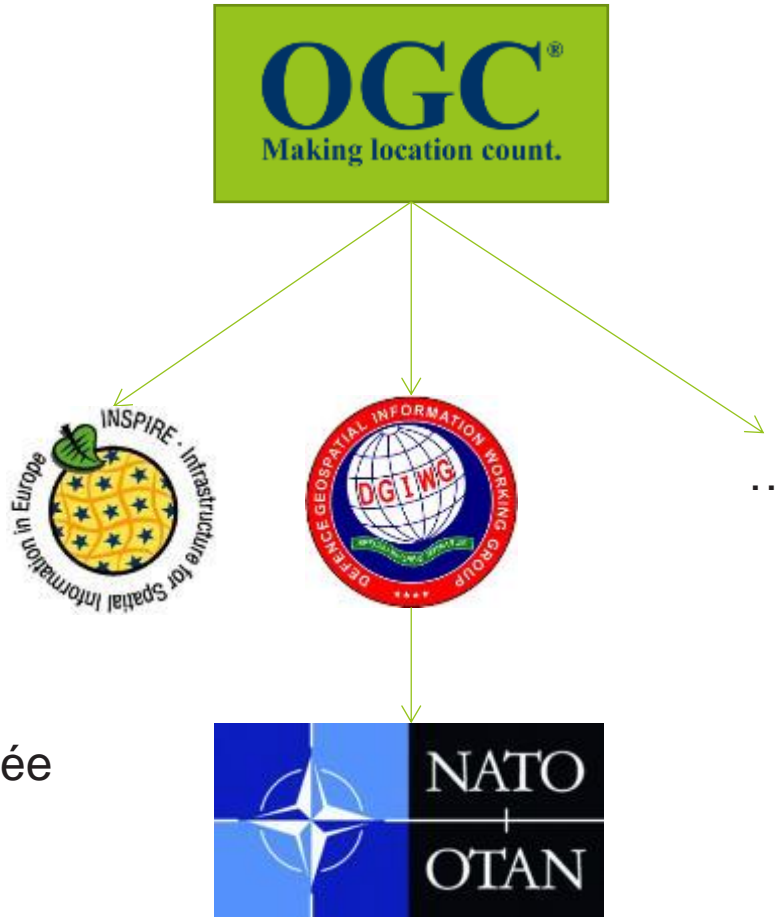 OGC®
Making location count.
INSPIRE - Infrastructure for Spatial Information in Europe
DEFENCE GEOSPATIAL INFORMATION WORKING GROUP
DGIWG
..
ée
NATO
OTAN